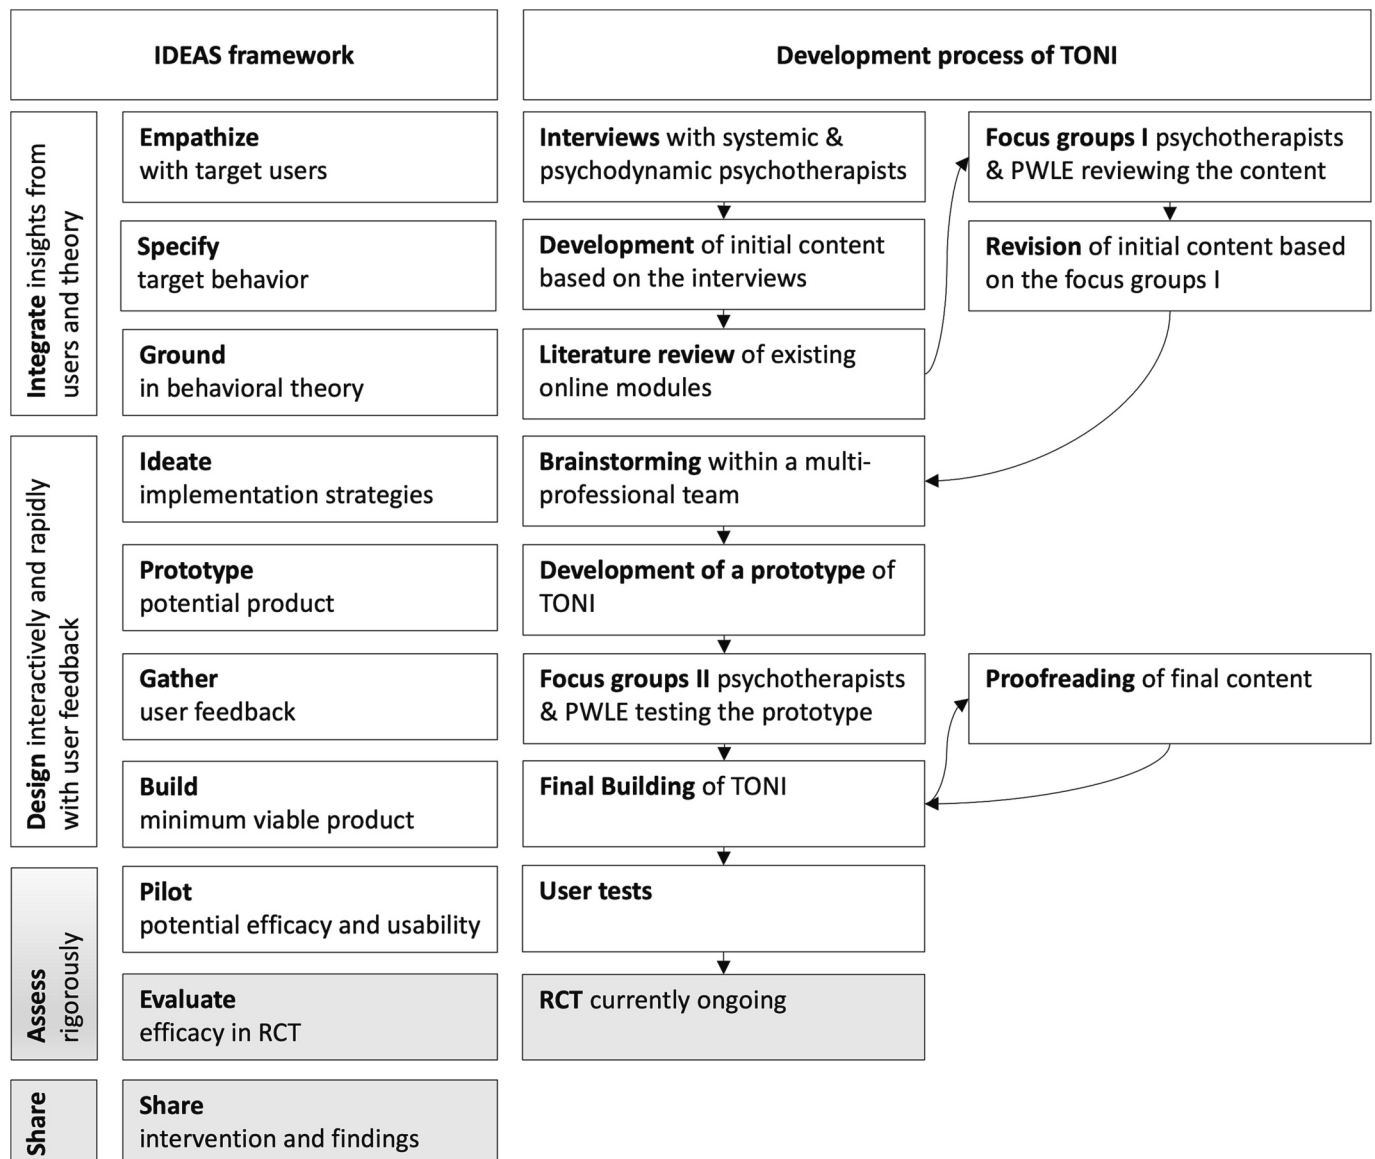 IDEAS framework
Development process of TONI
Integrate insights from
users and theory
Empathize
with target users
Interviews with systemic &
psychodynamic psychotherapists
Focus groups I psychotherapists
& PWLE reviewing the content
Specify
target behavior
Development of initial content
based on the interviews
Revision of initial content based
on the focus groups I
Ground
in behavioral theory
Literature review of existing
online modules
Design interactively and rapidly
with user feedback
Ideate
implementation strategies
Brainstorming within a multi-
professional team
Prototype
potential product
Development of a prototype of
TONI
Gather
user feedback
Focus groups II psychotherapists
& PWLE testing the prototype
Proofreading of final content
Build
minimum viable product
Final Building of TONI
Assess
rigorously
Pilot
potential efficacy and usability
User tests
Evaluate
efficacy in RCT
RCT currently ongoing
Share
Share
intervention and findings